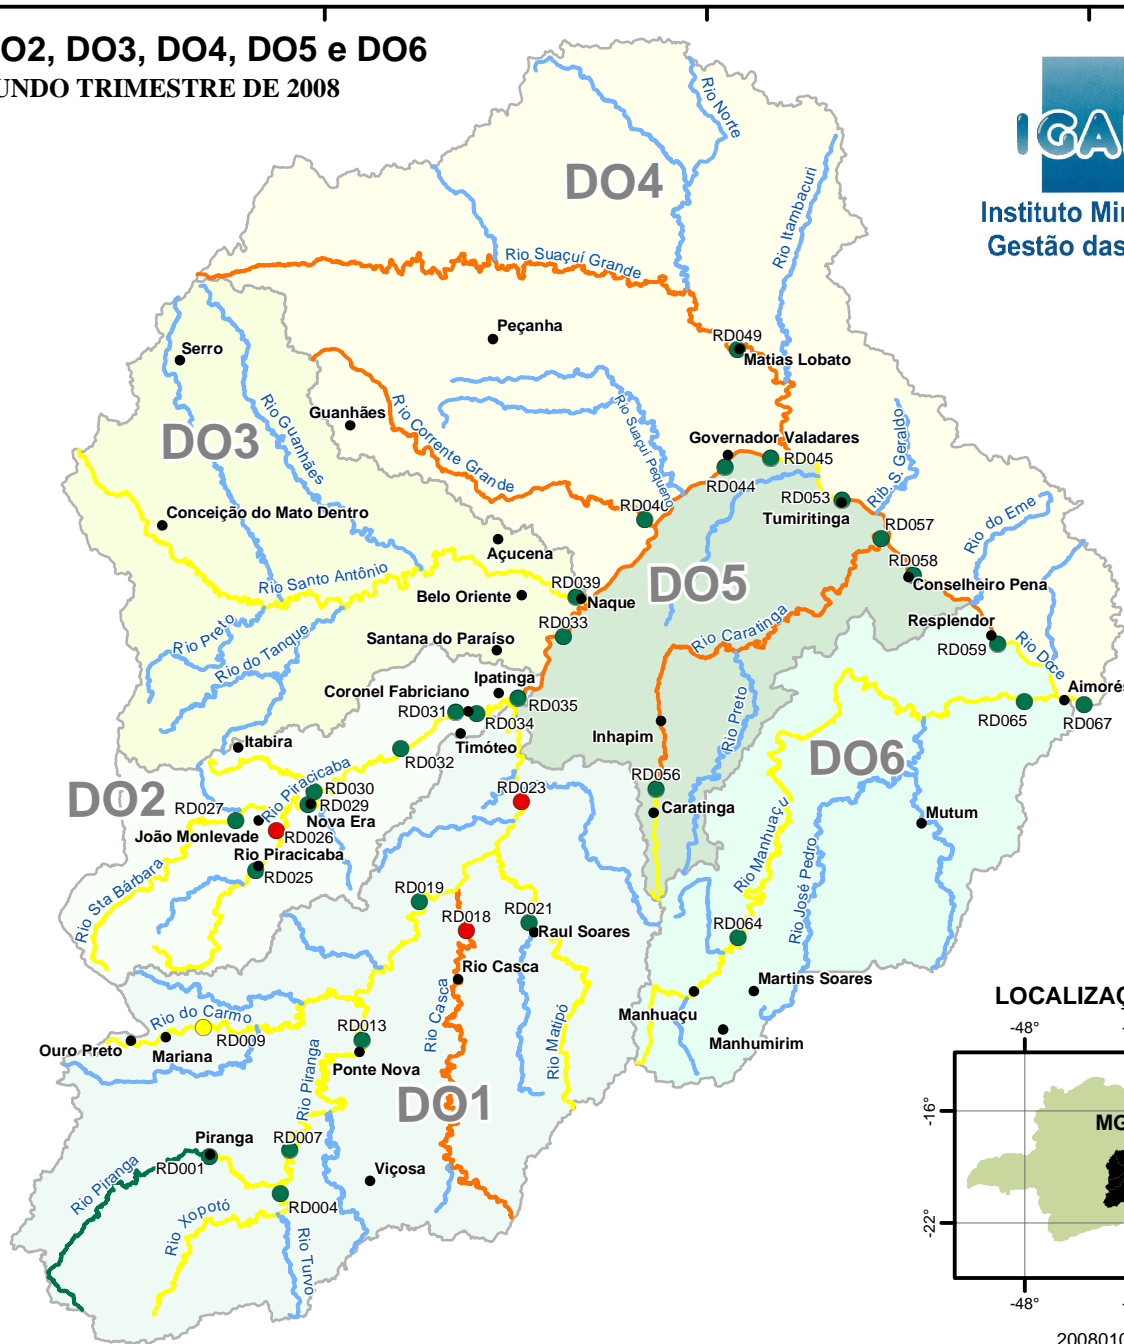 DO2, DO3, DO4, DO5 e DO6
UNDO TRIMESTRE DE 2008
IGA
Instituto Mi
Gestão das
DO4
Rio Norte
Rio Itambacuri
Rio Suaçuí Grande
Peçanha
RD049
Matias Lobato
Serro
Rio Guanhães
DO3
Guanhães
Rio Corrente Grande
Rio Suaçuí Pequeno
Governador Valadares
RD045
RD044
Rib. S. Geraldo
RD053
Tumiritinga
RD040
RD057
Rio do Eme
Conceição do Mato Dentro
Açucena
RD058
Conselheiro Pena
Rio Santo Antônio
RD039
Naque
Belo Oriente
DO5
Resplendor
RD059
Rio Doce
Rio Preto
Rio do Tanque
RD033
Santana do Paraíso
Rio Caratinga
Ipatinga
Coronel Fabriciano
RD035
RD031
RD034
Timóteo
Aimorés
RD065
RD067
Rio Preto
Inhapim
Itabira
RD032
DO6
DO2
Rio Piracicaba
RD030
RD029
Nova Era
RD023
RD056
Caratinga
RD027
João Monlevade
RD026
Mutum
Rio Piracicaba
RD025
Rio Manhuaçu
Rio José Pedro
Rio Sta Bárbara
RD019
RD018
RD021
Raul Soares
RD064
Rio Casca
Martins Soares
Manhuaçu
Manhumirim
Rio do Carmo
RD009
Ouro Preto
Mariana
RD013
Ponte Nova
Rio Casca
Rio Matipó
Rio Piranga
DO1
Piranga
RD007
RD001
Viçosa
Rio Piranga
RD004
Rio Xopotó
Rio Turvo
LOCALIZAÇ
-48°
-16°
MG
-22°
-48°
2008010